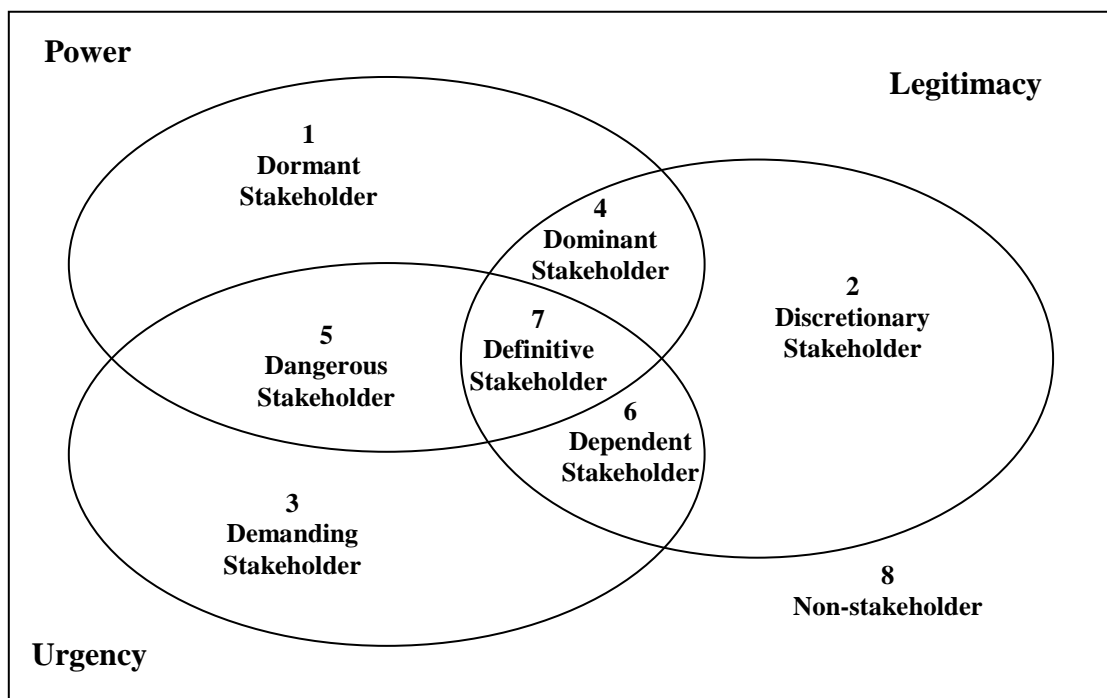 Power
Legitimacy
1
Dormant
Stakeholder
4
Dominant
Stakeholder
2
Discretionary
Stakeholder
5
Dangerous
Stakeholder
7
Definitive
Stakeholder
6
Dependent
Stakeholder
3
Demanding
Stakeholder
8
Non-stakeholder
Urgency